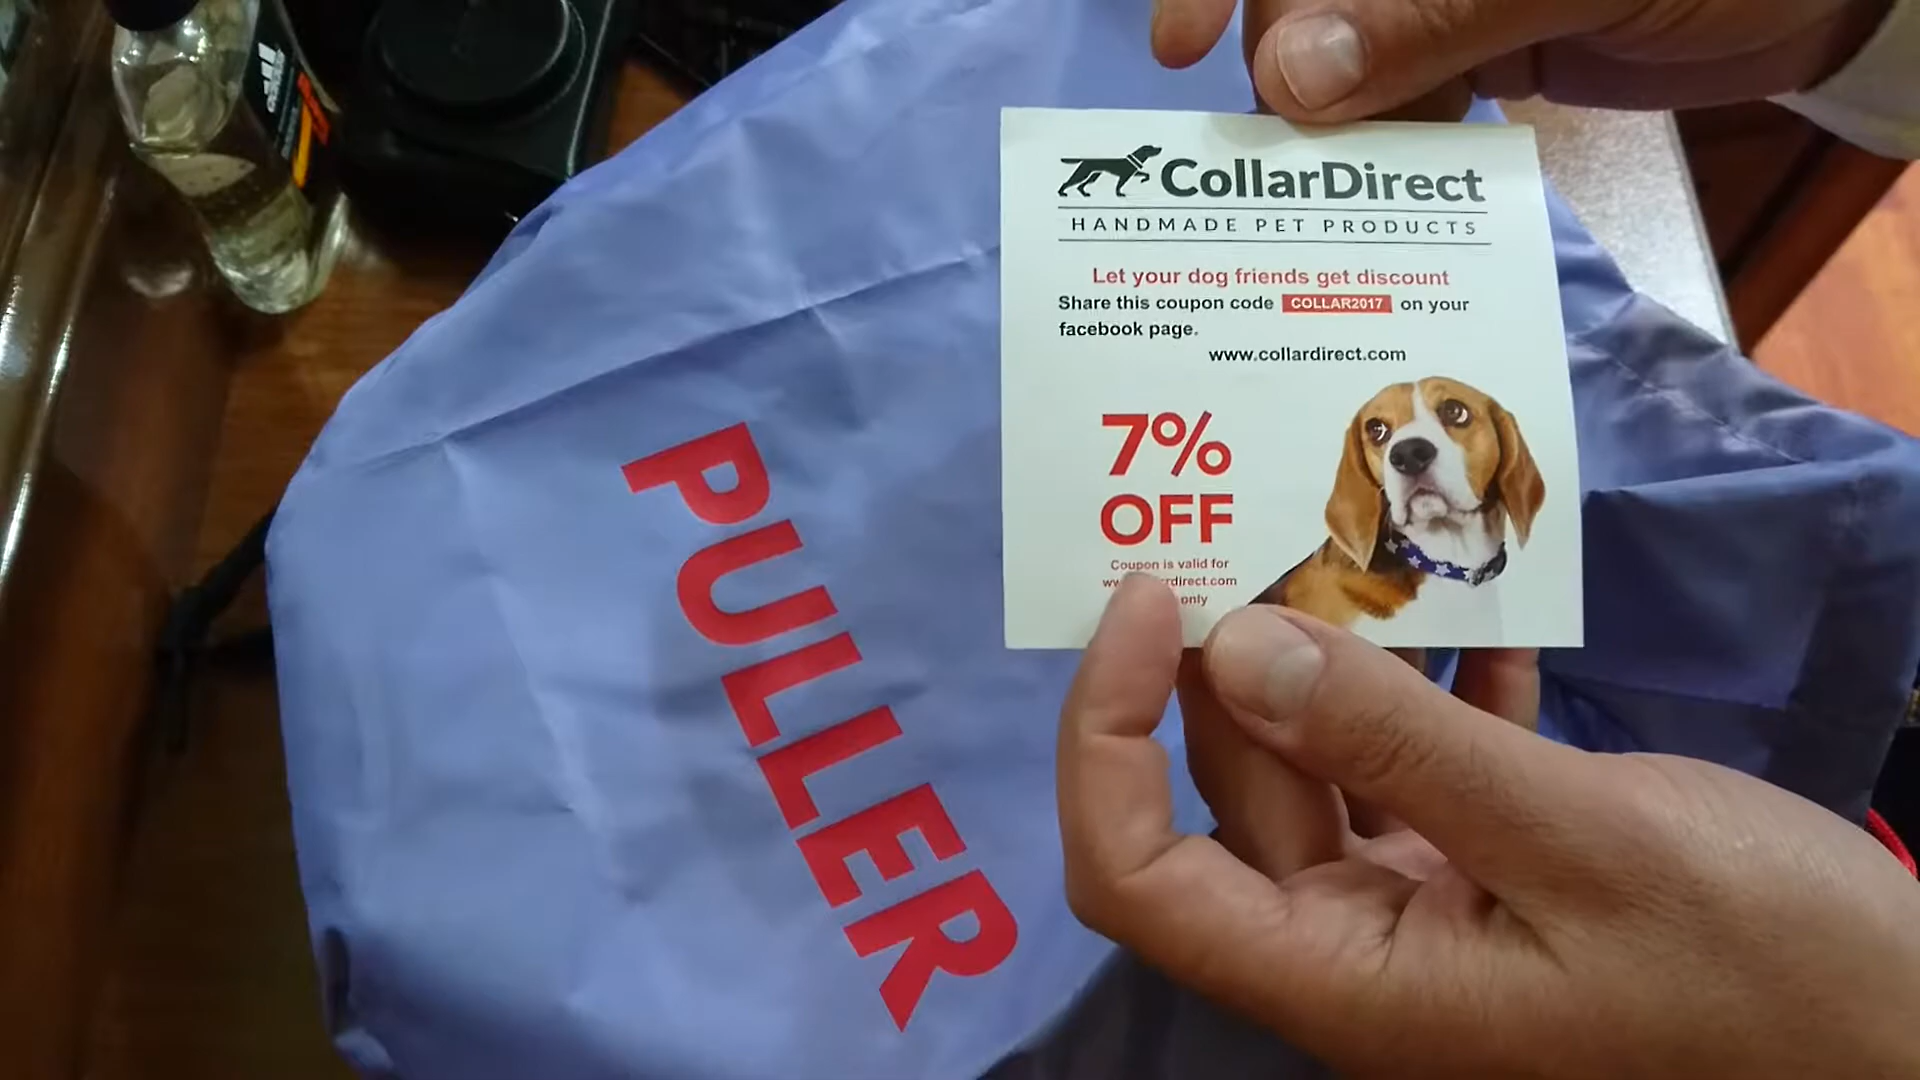 adidas
CollarDirect
HANDMADE PET PRODUCTS
Let your dog friends get discount
Share this coupon code COLLAR2017 on your
facebook page.
www.collardirect.com
7%
OFF
Coupon is valid for
only
PULLER